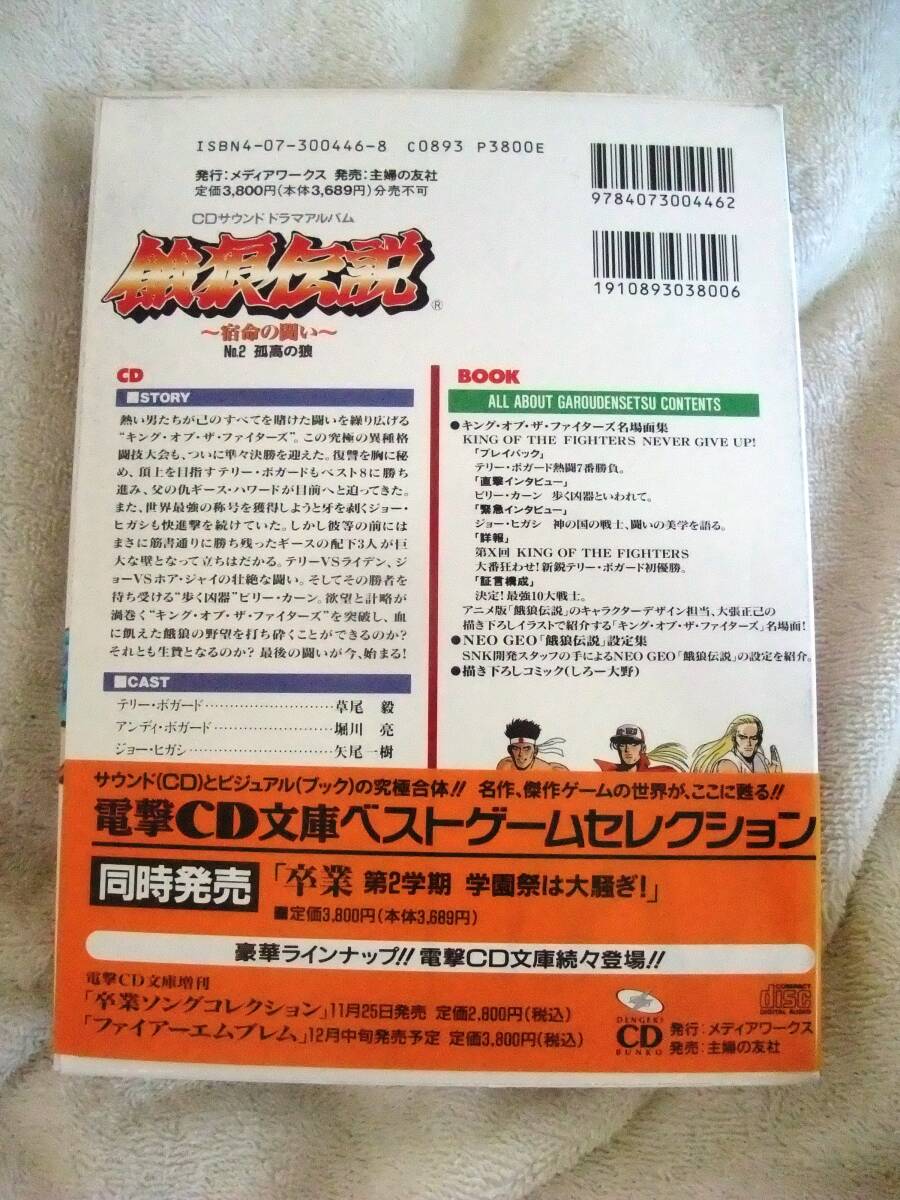 ISBN4-07-300446-8 C0893 P3800E
発行:メディアワークス 発売:主婦の友社
定価3,800円(本体3,689円)分売不可
9784073004462
1910893038006
CDサウンドドラマアルバム
餓狼伝説®
～宿命の闘い～
No.2 孤高の狼
CD
■STORY
熱い男たちが己のすべてを賭けた闘いを繰り広げる
“キング・オブ・ザ・ファイターズ”。この究極の異種格
闘技大会も、ついに準々決勝を迎えた。復讐を胸に秘
め、頂上を目指すテリー・ボガードもベスト8に勝ち
進み、父の仇ギース・ハワードが目前へと迫ってきた。
また、世界最強の称号を獲得しようと牙を剥くジョー・
ヒガシも快進撃を続けていた。しかし彼等の前には
まさに筋書通りに勝ち残ったギースの配下3人が巨
大な壁となって立ちはだかる。テリーVSライデン、ジ
ョーVSホア・ジャイの壮絶な闘い。そしてその勝者を
待ち受ける“歩く凶器”ビリー・カーン。欲望と計略が
渦巻く“キング・オブ・ザ・ファイターズ”を突破し、血
に飢えた餓狼の野望を打ち砕くことができるのか?
それとも生贄となるのか? 最後の闘いが今、始まる!
■CAST
テリー・ボガード……………………草尾 毅
アンディ・ボガード…………………堀川 亮
ジョー・ヒガシ………………………矢尾一樹
BOOK
ALL ABOUT GAROUDENSETSU CONTENTS
●キング・オブ・ザ・ファイターズ名場面集
KING OF THE FIGHTERS NEVER GIVE UP!
「プレイバック」
テリー・ボガード熱闘7番勝負。
「直撃インタビュー」
ビリー・カーン 歩く凶器といわれて。
「緊急インタビュー」
ジョー・ヒガシ 神の国の戦士、闘いの美学を語る。
「詳報」
第X回 KING OF THE FIGHTERS
大番狂わせ!新鋭テリー・ボガード初優勝。
「証言構成」
決定!最強10大戦士。
アニメ版「餓狼伝説」のキャラクターデザイン担当、大張正己の
描き下ろしイラストで紹介する「キング・オブ・ザ・ファイターズ」名場面!
●NEO GEO「餓狼伝説」設定集
SNK開発スタッフの手によるNEO GEO「餓狼伝説」の設定を紹介。
●描き下ろしコミック(しろー大野)
サウンド(CD)とビジュアル(ブック)の究極合体!! 名作、傑作ゲームの世界が、ここに甦る!!
電撃CD文庫ベストゲームセレクション
同時発売 「卒業 第2学期 学園祭は大騒ぎ!」
■定価3,800円(本体3,689円)
豪華ラインナップ!! 電撃CD文庫続々登場!!
電撃CD文庫増刊
「卒業ソングコレクション」11月25日発売 定価2,800円(税込)
「ファイアーエムブレム」12月中旬発売予定 定価3,800円(税込)
DENGEKI
CD
BUNKO
COMPACT
disc
DIGITAL AUDIO
発行:メディアワークス
発売:主婦の友社